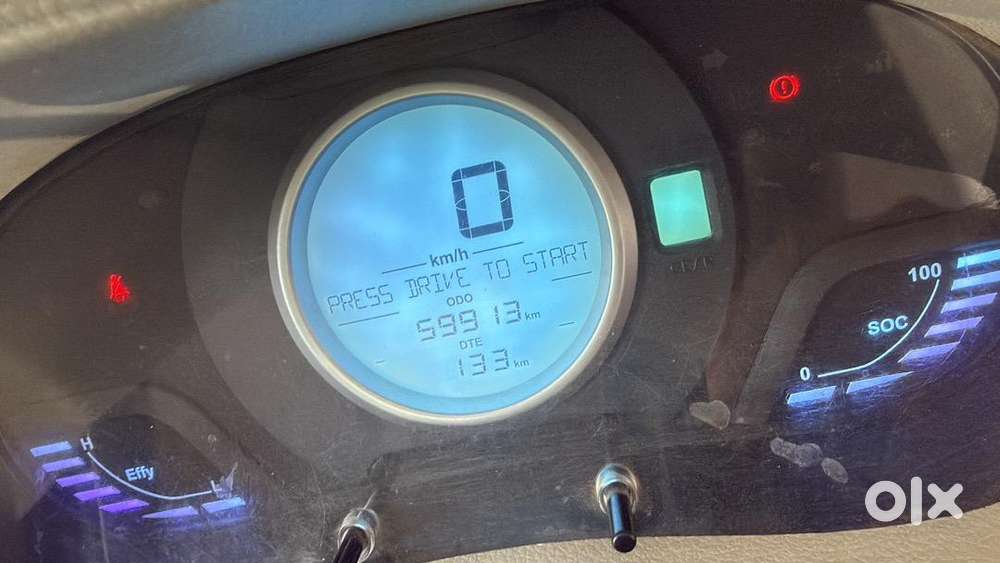 0
km/h
PRESS DRIVE TO START
ODO
59913 km
DTE
133 km
100
SOC
0
H
Effy
L
olx